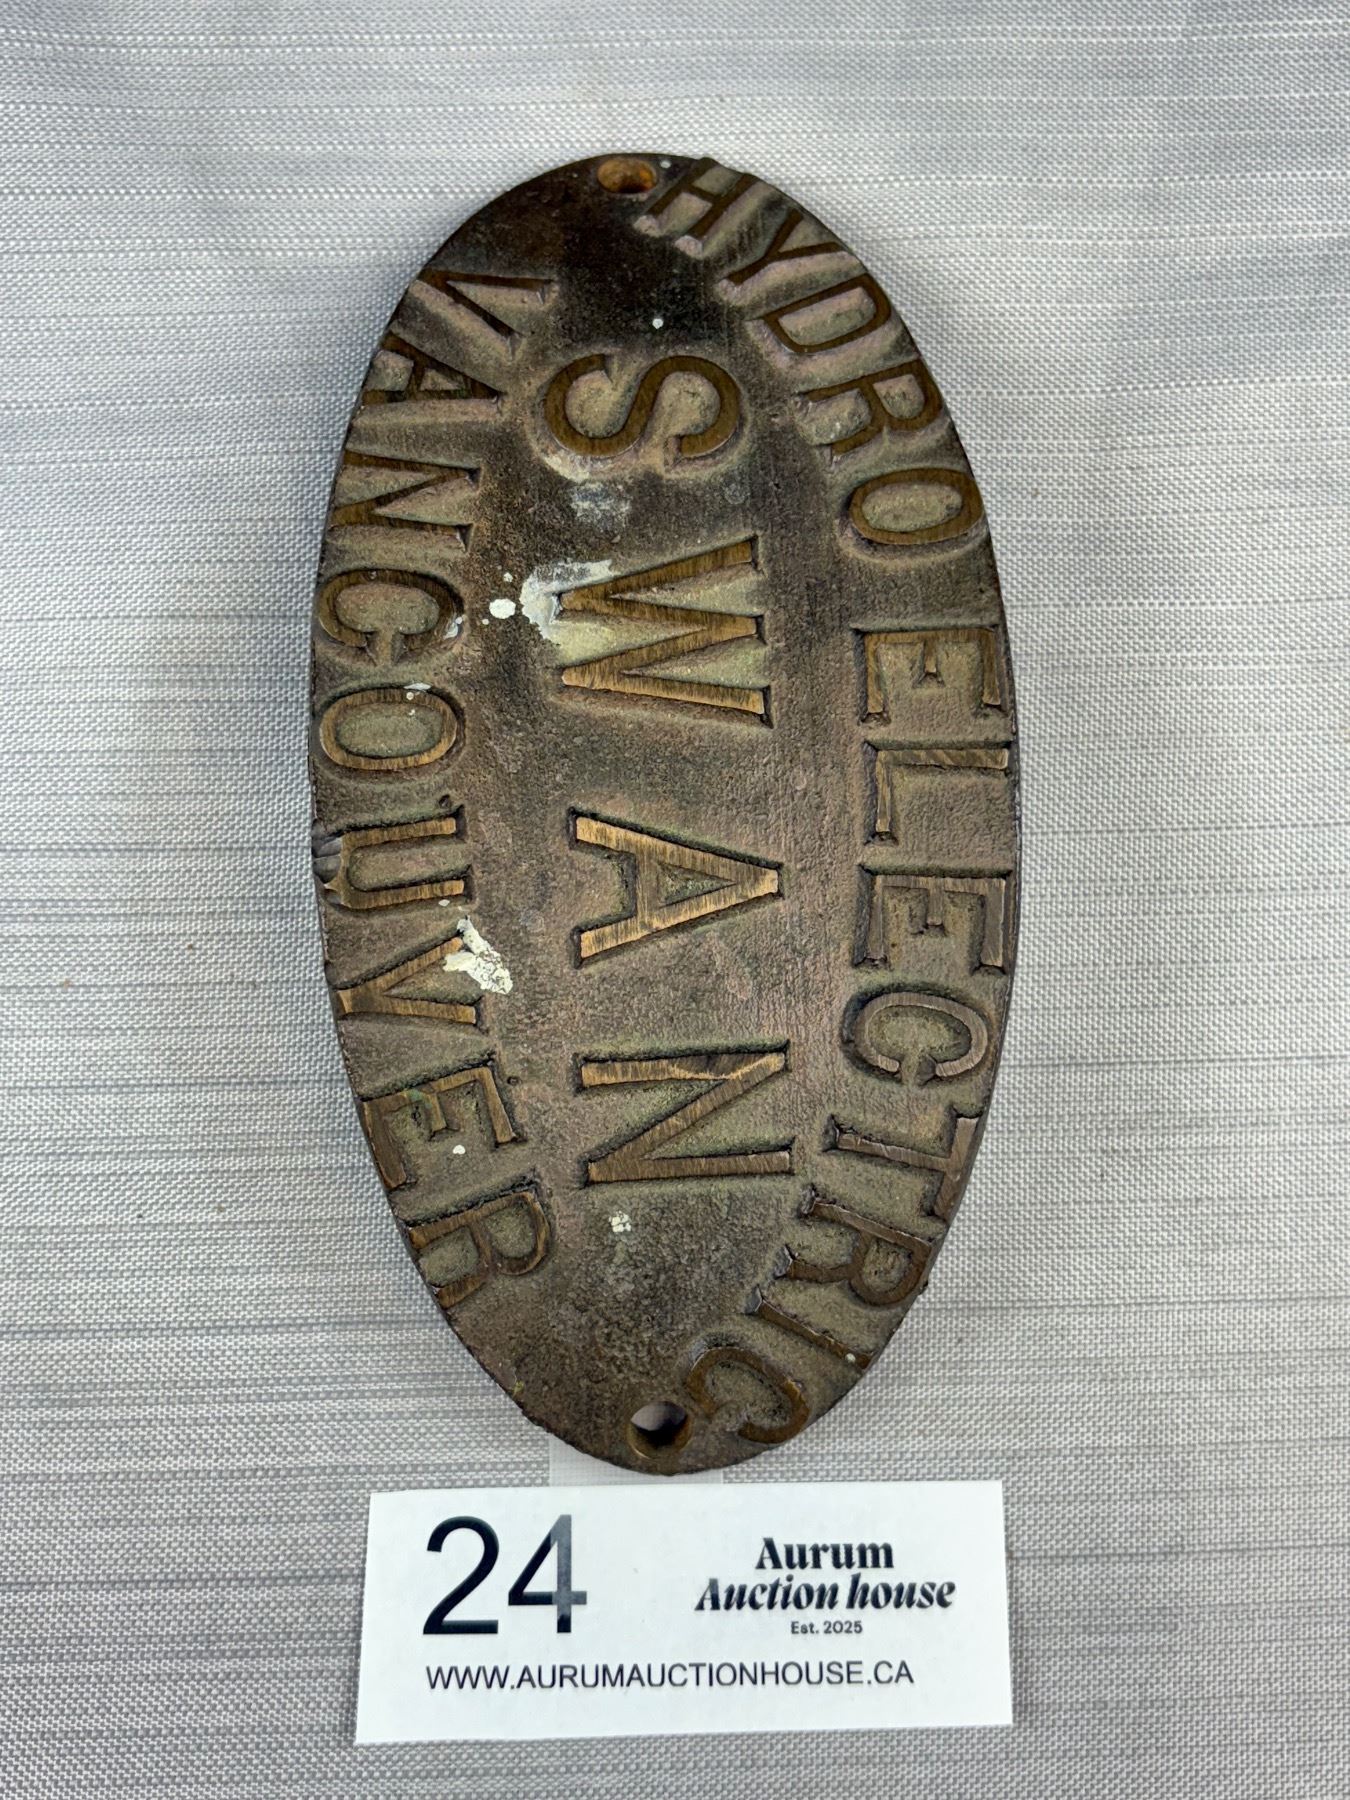 HYDRO ELECTRIC
SWAN
VANCOUVER
24
Aurum
Auction house
Est. 2025
WWW.AURUMAUCTIONHOUSE.CA